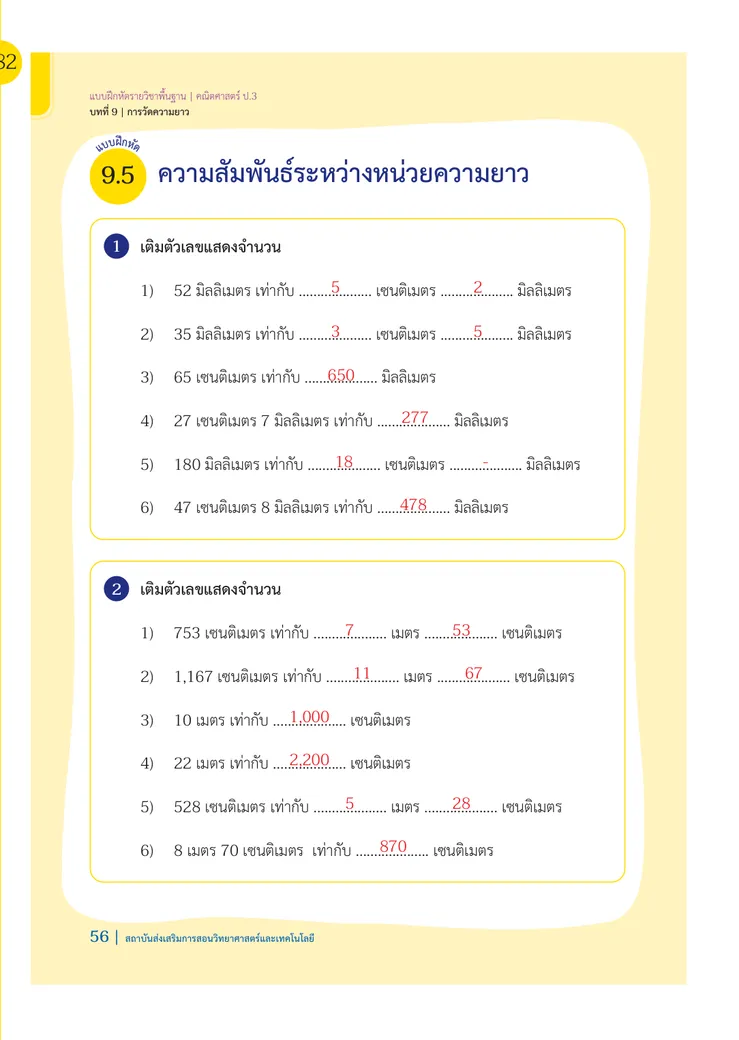 82
แบบฝึกหัดรายวิชาพื้นฐาน | คณิตศาสตร์ ป.3
บทที่ 9 | การวัดความยาว
แบบฝึกหัด
9.5 ความสัมพันธ์ระหว่างหน่วยความยาว
1 เติมตัวเลขแสดงจำนวน
1) 52 มิลลิเมตร เท่ากับ ........5........ เซนติเมตร ........2........ มิลลิเมตร
2) 35 มิลลิเมตร เท่ากับ ........3........ เซนติเมตร ........5........ มิลลิเมตร
3) 65 เซนติเมตร เท่ากับ ........650........ มิลลิเมตร
4) 27 เซนติเมตร 7 มิลลิเมตร เท่ากับ ........277........ มิลลิเมตร
5) 180 มิลลิเมตร เท่ากับ ........18........ เซนติเมตร ........-........ มิลลิเมตร
6) 47 เซนติเมตร 8 มิลลิเมตร เท่ากับ ........478........ มิลลิเมตร
2 เติมตัวเลขแสดงจำนวน
1) 753 เซนติเมตร เท่ากับ ........7........ เมตร ........53........ เซนติเมตร
2) 1,167 เซนติเมตร เท่ากับ ........11........ เมตร ........67........ เซนติเมตร
3) 10 เมตร เท่ากับ ........1,000........ เซนติเมตร
4) 22 เมตร เท่ากับ ........2,200........ เซนติเมตร
5) 528 เซนติเมตร เท่ากับ ........5........ เมตร ........28........ เซนติเมตร
6) 8 เมตร 70 เซนติเมตร เท่ากับ ........870........ เซนติเมตร
56 | สถาบันส่งเสริมการสอนวิทยาศาสตร์และเทคโนโลยี